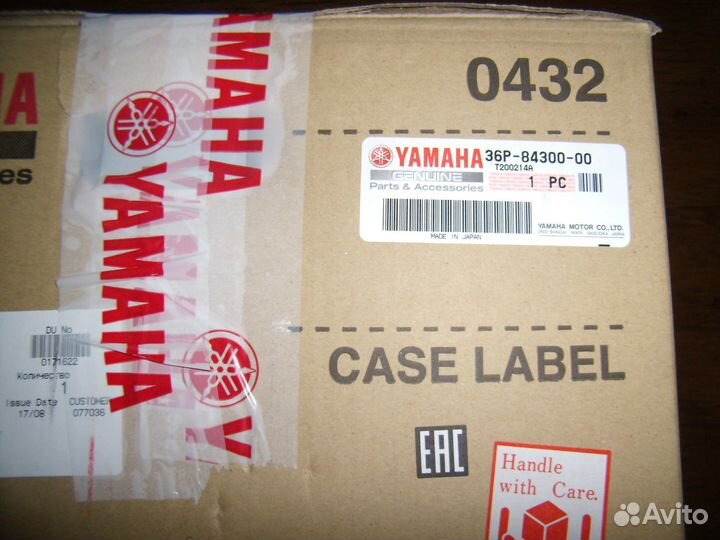 YAMAHA
0432
YAMAHA
36P-84300-00
T200214A
GENUINE
Parts & Accessories
1 PC
YAMAHA MOTOR CO.,LTD.
MADE IN JAPAN
YAMAHA
DU No
0171622
Количество
1
Issue Date CUSTOMER
17/08 077036
CASE LABEL
EAC
Handle
with Care.
Avito